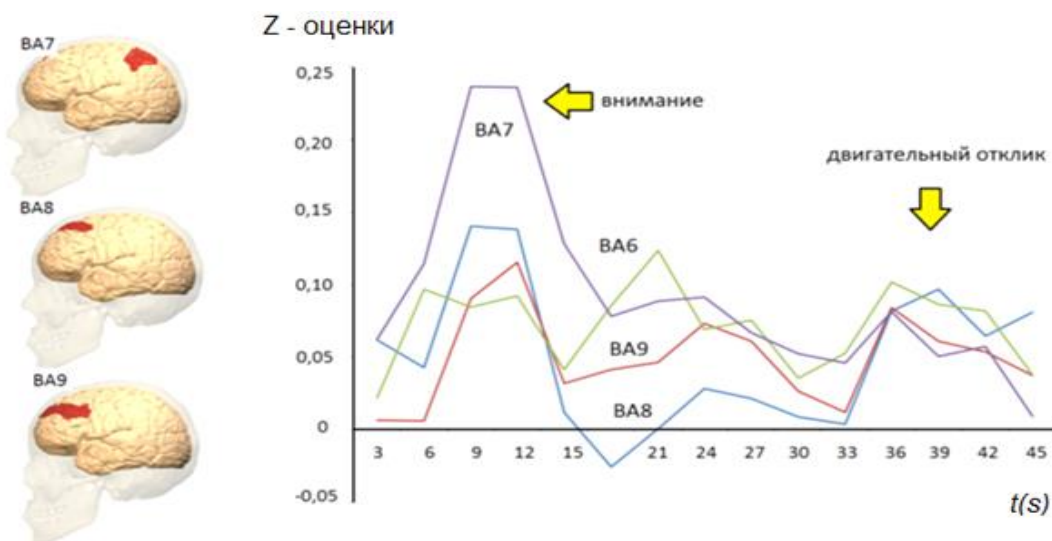 Z - оценки
BA7
BA8
BA9
0,25
0,20
0,15
0,10
0,05
0
-0,05
внимание
BA7
двигательный отклик
BA6
BA9
BA8
3 6 9 12 15 21 24 27 30 33 36 39 42 45
t(s)